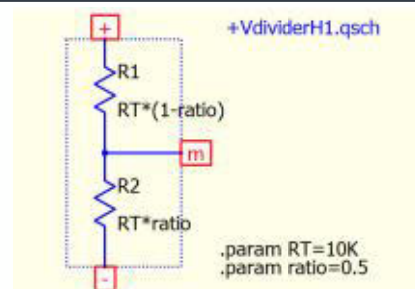 +
+VdividerH1.qsch
R1
RT*(1-ratio)
m
R2
RT*ratio
.param RT=10K
.param ratio=0.5
-